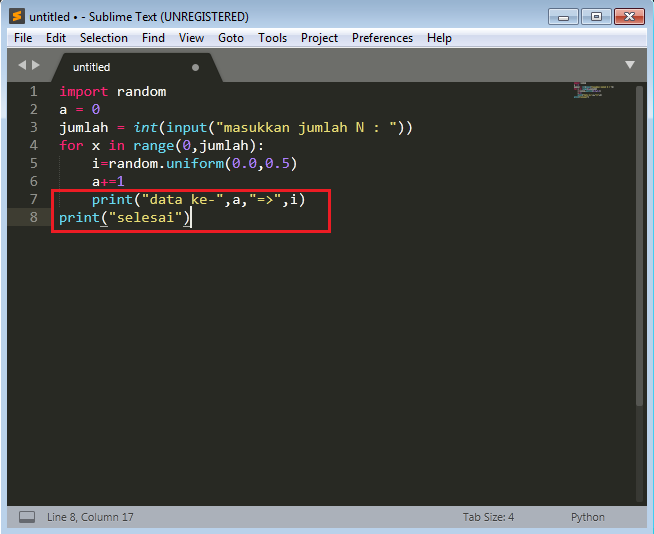 untitled • - Sublime Text (UNREGISTERED)
File Edit Selection Find View Goto Tools Project Preferences Help
untitled
1 import random
2 a = 0
3 jumlah = int(input("masukkan jumlah N : "))
4 for x in range(0,jumlah):
5     i=random.uniform(0.0,0.5)
6     a+=1
7     print("data ke-",a,"=>",i)
8 print("selesai")
Line 8, Column 17 Tab Size: 4 Python